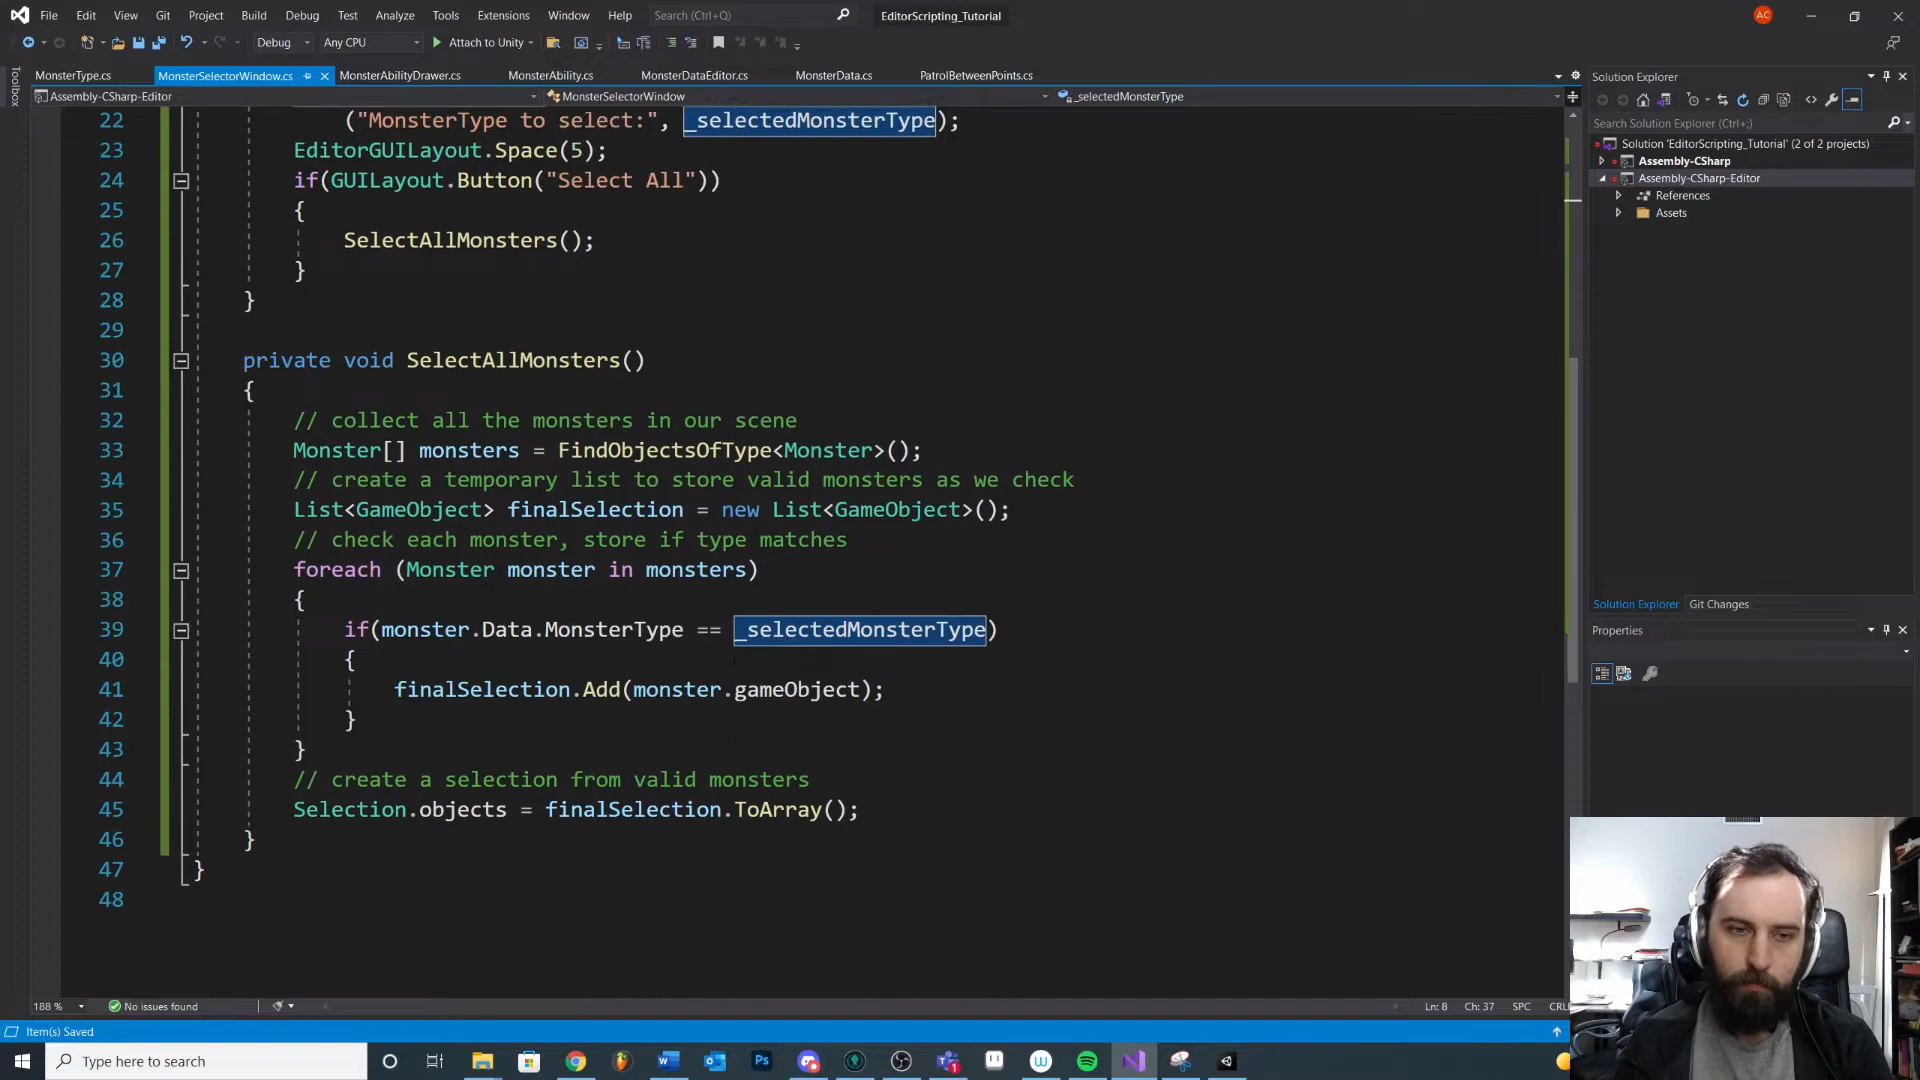 File Edit View Git Project Build Debug Test Analyze Tools Extensions Window Help Search (Ctrl+Q) EditorScripting_Tutorial AC
Debug Any CPU Attach to Unity
MonsterType.cs MonsterSelectorWindow.cs MonsterAbilityDrawer.cs MonsterAbility.cs MonsterDataEditor.cs MonsterData.cs PatrolBetweenPoints.cs
Assembly-CSharp-Editor MonsterSelectorWindow _selectedMonsterType
Toolbox
22 ("MonsterType to select:", _selectedMonsterType);
23 EditorGUILayout.Space(5);
24 if(GUILayout.Button("Select All"))
25 {
26 SelectAllMonsters();
27 }
28 }
29
30 private void SelectAllMonsters()
31 {
32 // collect all the monsters in our scene
33 Monster[] monsters = FindObjectsOfType<Monster>();
34 // create a temporary list to store valid monsters as we check
35 List<GameObject> finalSelection = new List<GameObject>();
36 // check each monster, store if type matches
37 foreach (Monster monster in monsters)
38 {
39 if(monster.Data.MonsterType == _selectedMonsterType)
40 {
41 finalSelection.Add(monster.gameObject);
42 }
43 }
44 // create a selection from valid monsters
45 Selection.objects = finalSelection.ToArray();
46 }
47 }
48
188 % No issues found Ln: 8 Ch: 37 SPC CRL
Solution Explorer
Search Solution Explorer (Ctrl+;)
Solution 'EditorScripting_Tutorial' (2 of 2 projects)
Assembly-CSharp
Assembly-CSharp-Editor
References
Assets
Solution Explorer Git Changes
Properties
Item(s) Saved
Type here to search